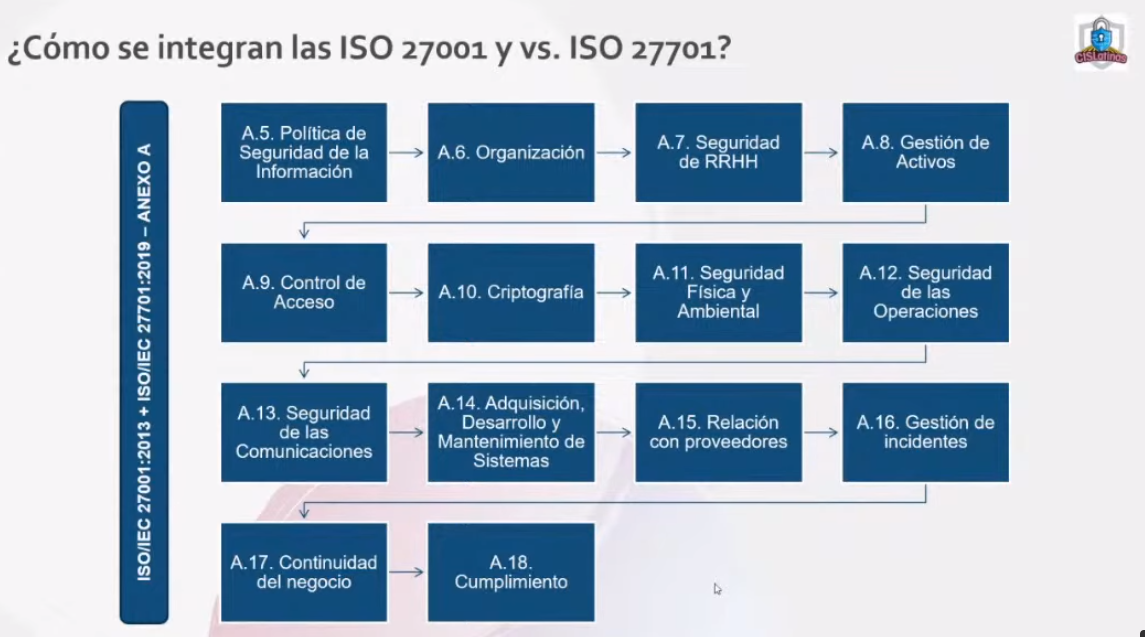 ¿Cómo se integran las ISO 27001 y vs. ISO 27701?
CISLatinos
ISO/IEC 27001:2013 + ISO/IEC 27701:2019 – ANEXO A
A.5. Política de
Seguridad de la
Información
A.6. Organización
A.7. Seguridad
de RRHH
A.8. Gestión de
Activos
A.9. Control de
Acceso
A.10. Criptografía
A.11. Seguridad
Física y
Ambiental
A.12. Seguridad
de las
Operaciones
A.13. Seguridad
de las
Comunicaciones
A.14. Adquisición,
Desarrollo y
Mantenimiento de
Sistemas
A.15. Relación
con proveedores
A.16. Gestión de
incidentes
A.17. Continuidad
del negocio
A.18.
Cumplimiento